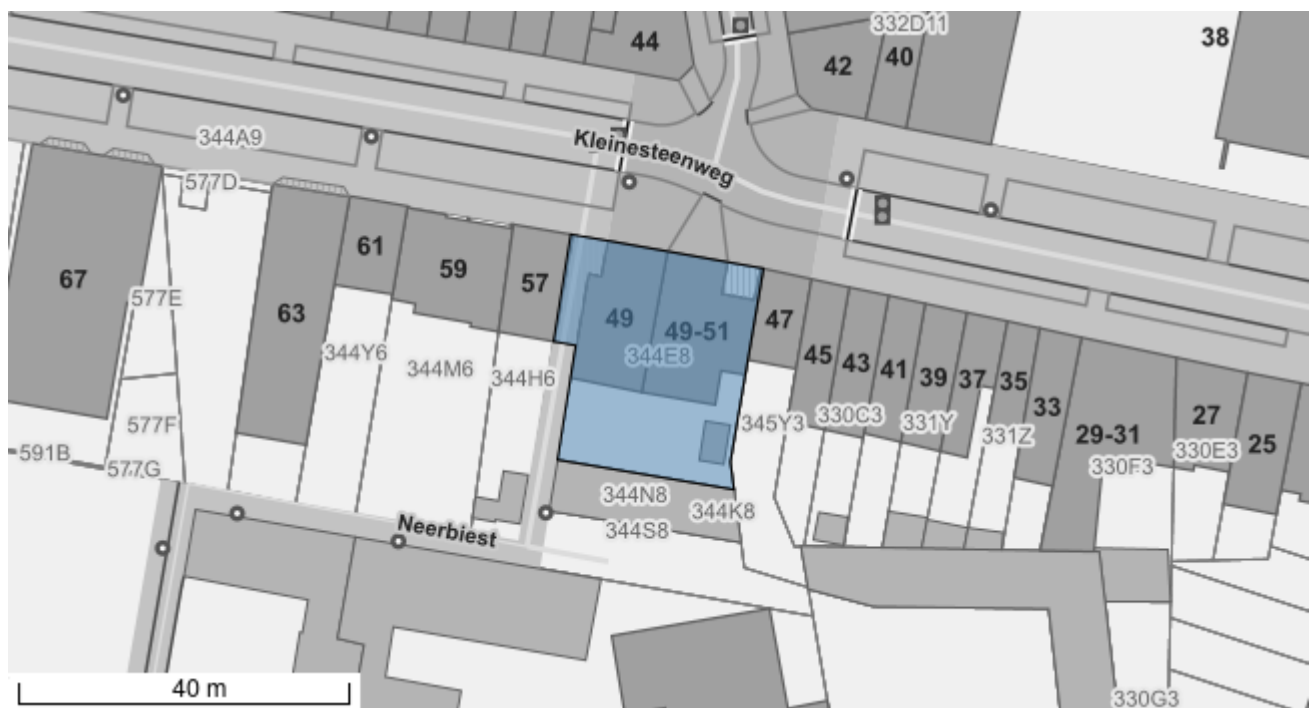 332D11
44
42
40
38
Kleinesteenweg
344A9
577D
67
577E
63
61
59
57
49
49-51
47
344E8
344Y6
344M6
344H6
45
43
41
39
37
35
33
29-31
27
25
345Y3
330C3
331Y
331Z
330F3
330E3
577F
591B
577G
344N8
344K8
344S8
Neerbiest
40 m
330G3